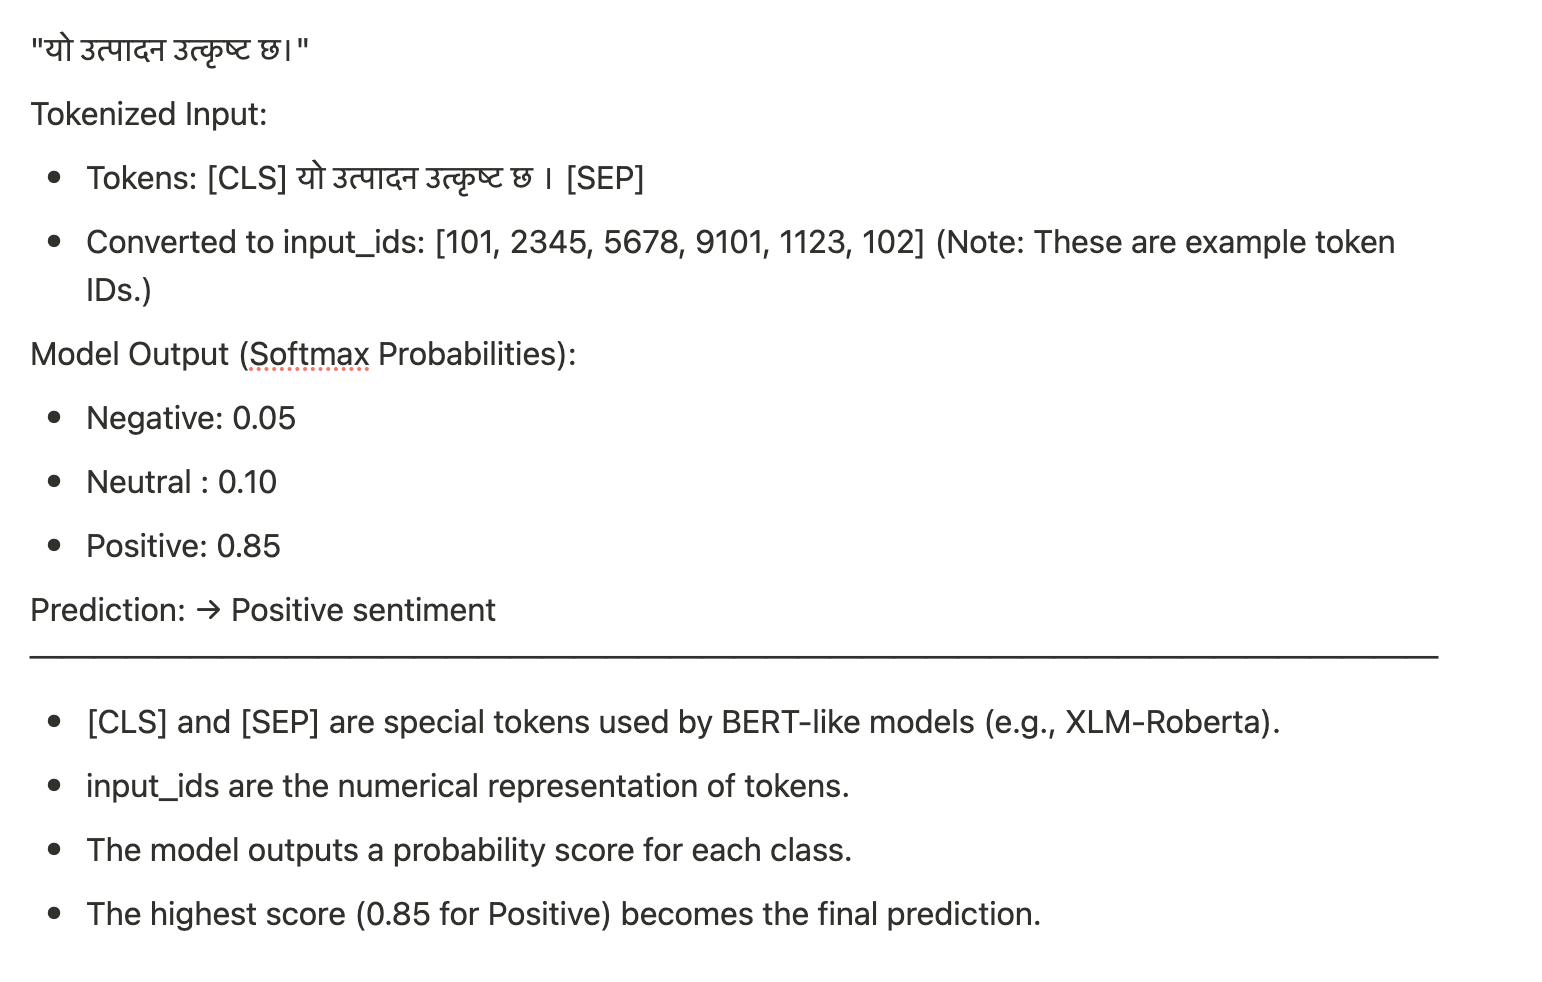 "यो उत्पादन उत्कृष्ट छ।"
Tokenized Input:
• Tokens: [CLS] यो उत्पादन उत्कृष्ट छ । [SEP]
• Converted to input_ids: [101, 2345, 5678, 9101, 1123, 102] (Note: These are example token
IDs.)
Model Output (Softmax Probabilities):
• Negative: 0.05
• Neutral : 0.10
• Positive: 0.85
Prediction: → Positive sentiment
• [CLS] and [SEP] are special tokens used by BERT-like models (e.g., XLM-Roberta).
• input_ids are the numerical representation of tokens.
• The model outputs a probability score for each class.
• The highest score (0.85 for Positive) becomes the final prediction.